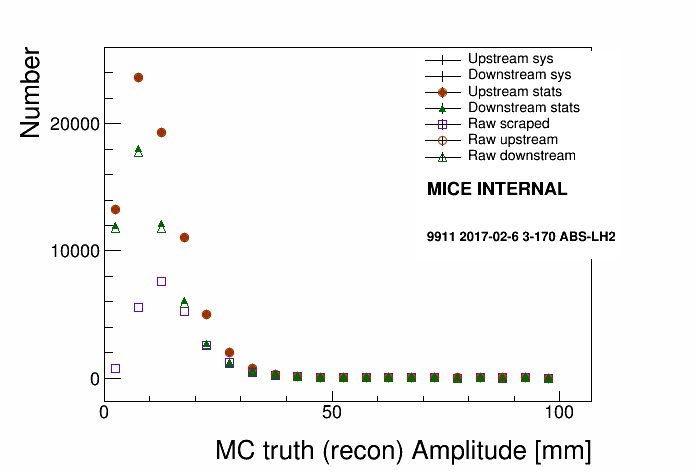 Number
20000
10000
0
0
50
100
MC truth (recon) Amplitude [mm]
Upstream sys
Downstream sys
Upstream stats
Downstream stats
Raw scraped
Raw upstream
Raw downstream
MICE INTERNAL
9911 2017-02-6 3-170 ABS-LH2